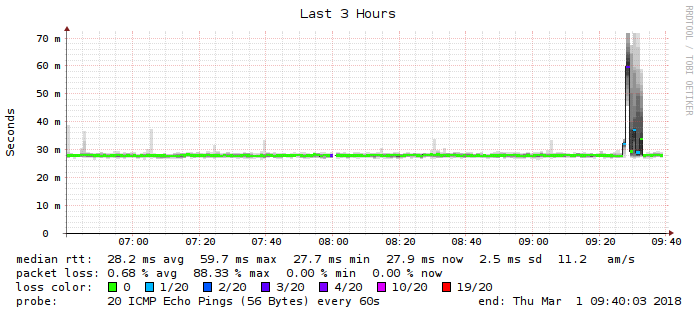 Last 3 Hours
RRDTOOL / TOBI OETIKER
Seconds
70 m
60 m
50 m
40 m
30 m
20 m
10 m
0
07:00 07:20 07:40 08:00 08:20 08:40 09:00 09:20 09:40
median rtt: 28.2 ms avg 59.7 ms max 27.7 ms min 27.9 ms now 2.5 ms sd 11.2 am/s
packet loss: 0.68 % avg 88.33 % max 0.00 % min 0.00 % now
loss color: 0 1/20 2/20 3/20 4/20 10/20 19/20
probe: 20 ICMP Echo Pings (56 Bytes) every 60s end: Thu Mar 1 09:40:03 2018